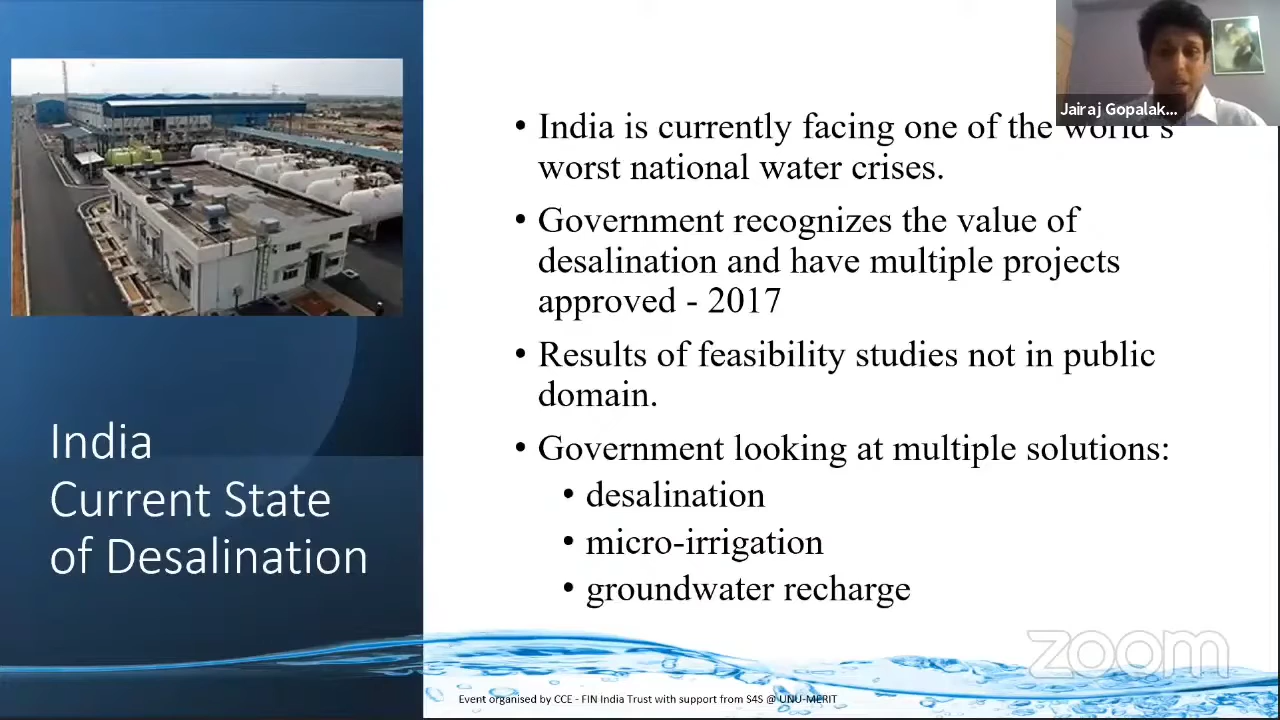 Jairaj Gopalak...
• India is currently facing one of the world's
worst national water crises.
• Government recognizes the value of
desalination and have multiple projects
approved - 2017
• Results of feasibility studies not in public
domain.
• Government looking at multiple solutions:
• desalination
• micro-irrigation
• groundwater recharge
India
Current State
of Desalination
zoom
Event organised by CCE - FIN India Trust with support from S4S @ UNU-MERIT